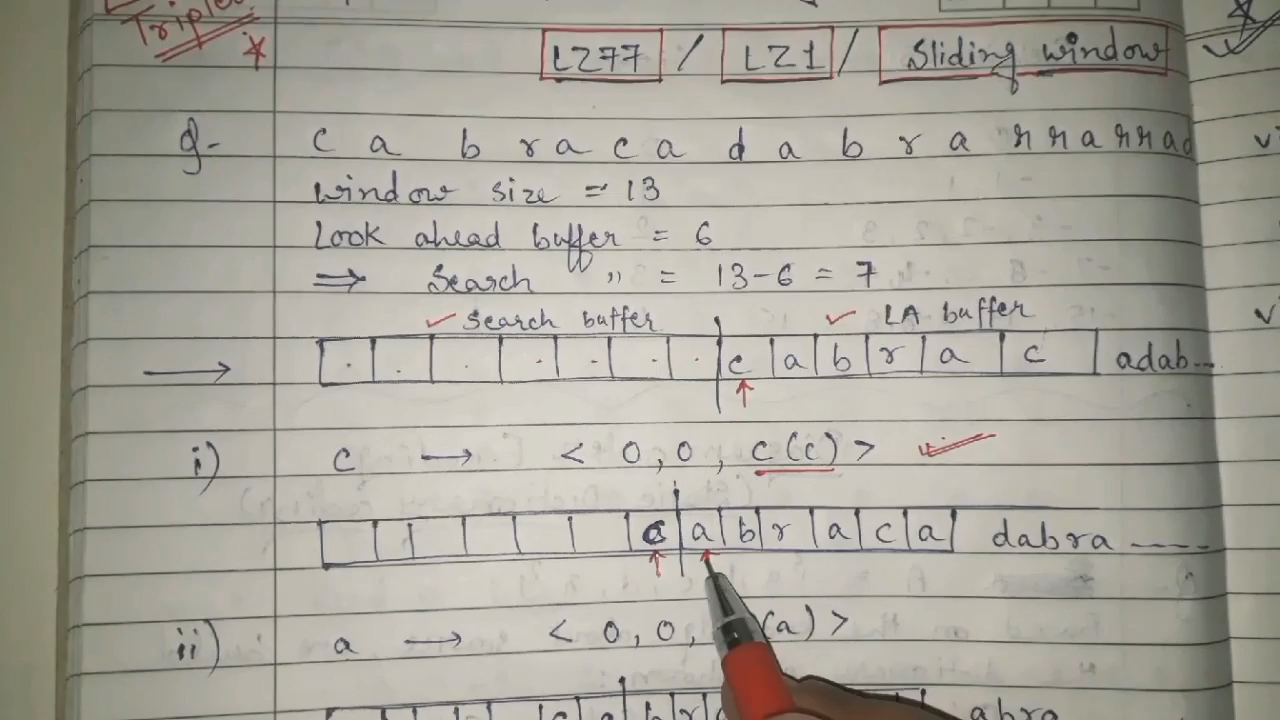 Triple
LZ77 / LZ1 / Sliding window
Q- c a b r a c a d a b r a r r a r r a d
window size = 13
Look ahead buffer = 6
⇒ Search " = 13-6 = 7
✓ Search buffer ✓ LA buffer
→ . . . . . . . c a b r a c adab...
↑
i) c → < 0, 0, c(c) > ✓
c a b r a c a dabra ----
↑ ↑
ii) a → < 0, 0, (a) >
c a b r abra